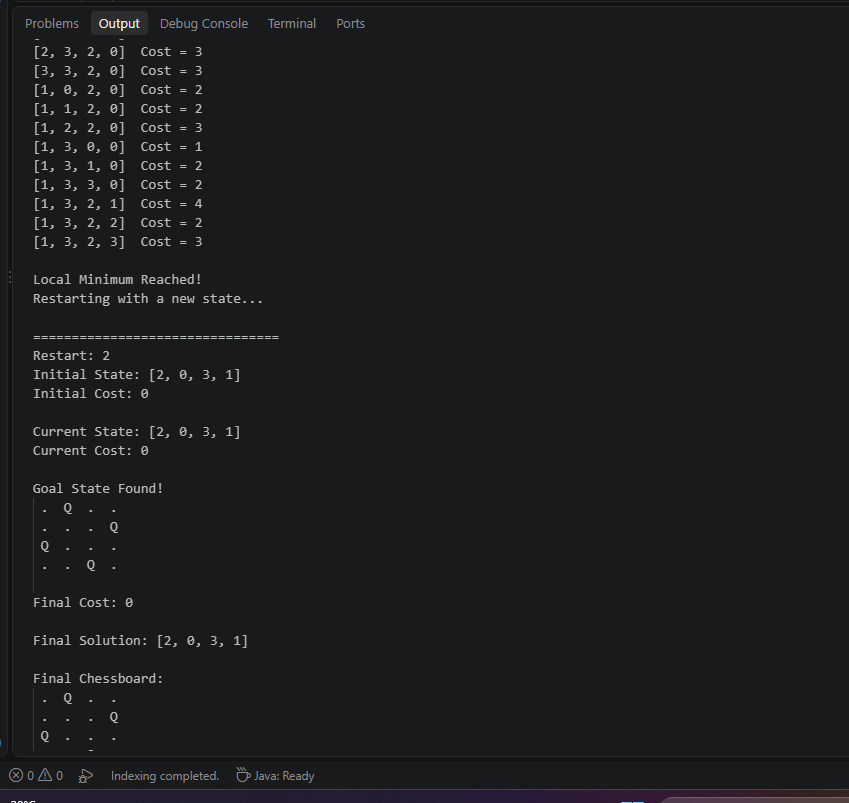 Problems Output Debug Console Terminal Ports
[2, 3, 2, 0]  Cost = 3
[3, 3, 2, 0]  Cost = 3
[1, 0, 2, 0]  Cost = 2
[1, 1, 2, 0]  Cost = 2
[1, 2, 2, 0]  Cost = 3
[1, 3, 0, 0]  Cost = 1
[1, 3, 1, 0]  Cost = 2
[1, 3, 3, 0]  Cost = 2
[1, 3, 2, 1]  Cost = 4
[1, 3, 2, 2]  Cost = 2
[1, 3, 2, 3]  Cost = 3
Local Minimum Reached!
Restarting with a new state...
================================
Restart: 2
Initial State: [2, 0, 3, 1]
Initial Cost: 0
Current State: [2, 0, 3, 1]
Current Cost: 0
Goal State Found!
. Q . .
. . . Q
Q . . .
. . Q .
Final Cost: 0
Final Solution: [2, 0, 3, 1]
Final Chessboard:
. Q . .
. . . Q
Q . . .
0 0 Indexing completed. Java: Ready